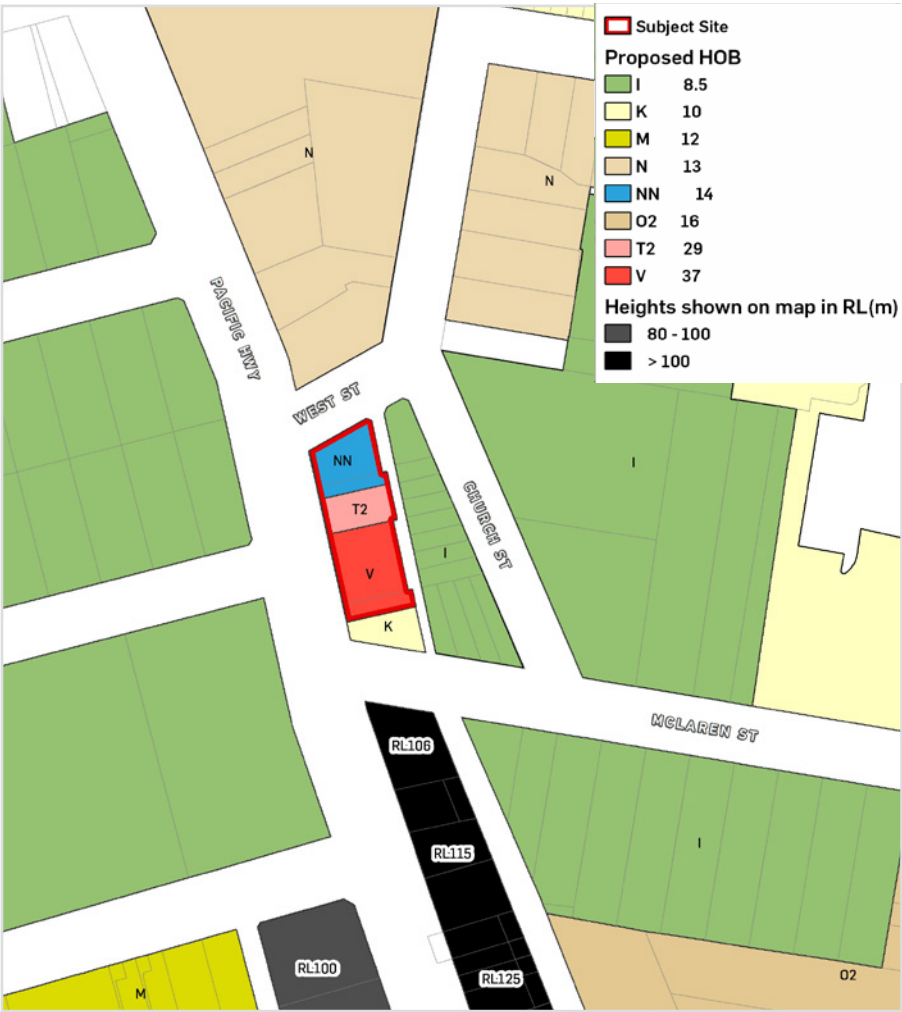 Subject Site
Proposed HOB
I 8.5
K 10
M 12
N 13
NN 14
O2 16
T2 29
V 37
Heights shown on map in RL(m)
80 - 100
> 100
N
N
PACIFIC HWY
WEST ST
NN
I
T2
CHURCH ST
I
V
K
MCLAREN ST
RL106
I
RL115
RL100
O2
RL125
M